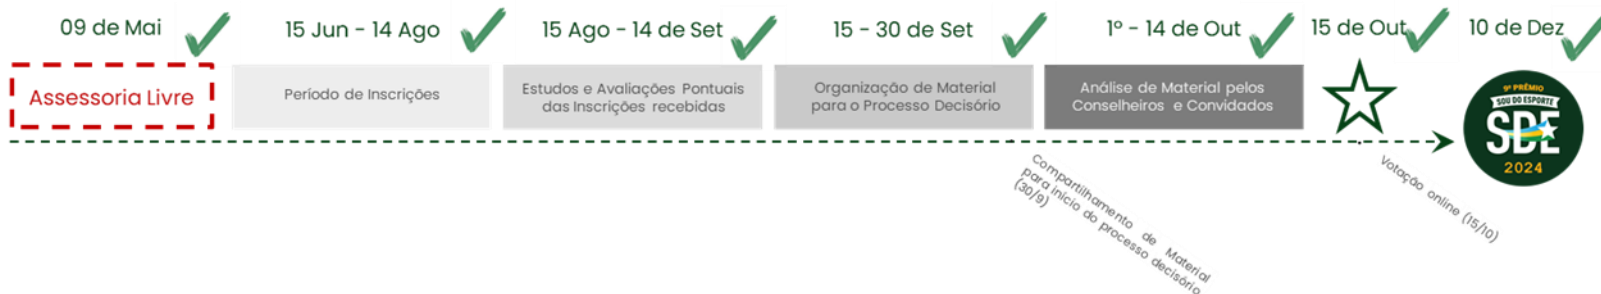 09 de Mai
15 Jun - 14 Ago
15 Ago - 14 de Set
15 - 30 de Set
1º - 14 de Out
15 de Out
10 de Dez
Assessoria Livre
Período de Inscrições
Estudos e Avaliações Pontuais
das Inscrições recebidas
Organização de Material
para o Processo Decisório
Análise de Material pelos
Conselheiros e Convidados
9º PRÊMIO
SOU DO ESPORTE
SDE
2024
Compartilhamento de Material
para início do processo decisório
(30/9)
Votação online (15/10)